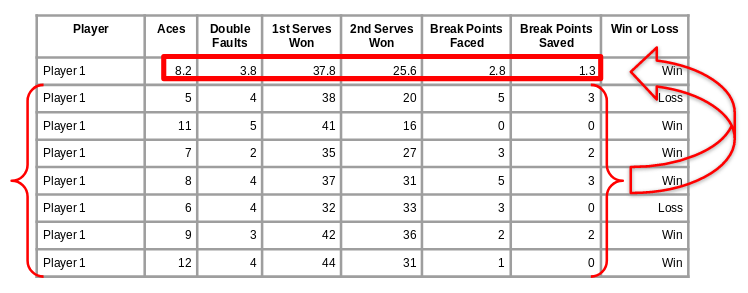 Player Aces Double Faults 1st Serves Won 2nd Serves Won Break Points Faced Break Points Saved Win or Loss
Player 1 8.2 3.8 37.8 25.6 2.8 1.3 Win
Player 1 5 4 38 20 5 3 Loss
Player 1 11 5 41 16 0 0 Win
Player 1 7 2 35 27 3 2 Win
Player 1 8 4 37 31 5 3 Win
Player 1 6 4 32 33 3 0 Loss
Player 1 9 3 42 36 2 2 Win
Player 1 12 4 44 31 1 0 Win